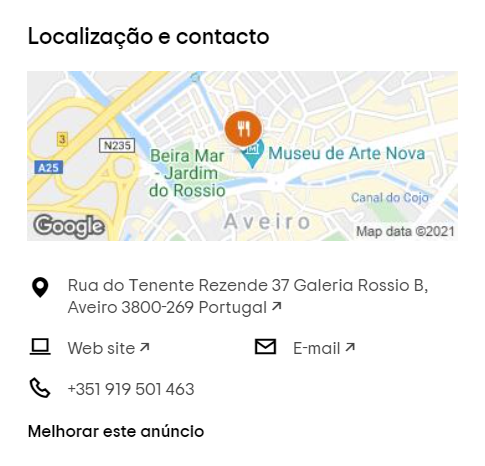 Localização e contacto
3
N235
A25
Beira Mar
- Jardim
do Rossio
Museu de Arte Nova
Canal do Cojo
Aveiro
Google
Map data ©2021
Rua do Tenente Rezende 37 Galeria Rossio B,
Aveiro 3800-269 Portugal
Web site
E-mail
+351 919 501 463
Melhorar este anúncio